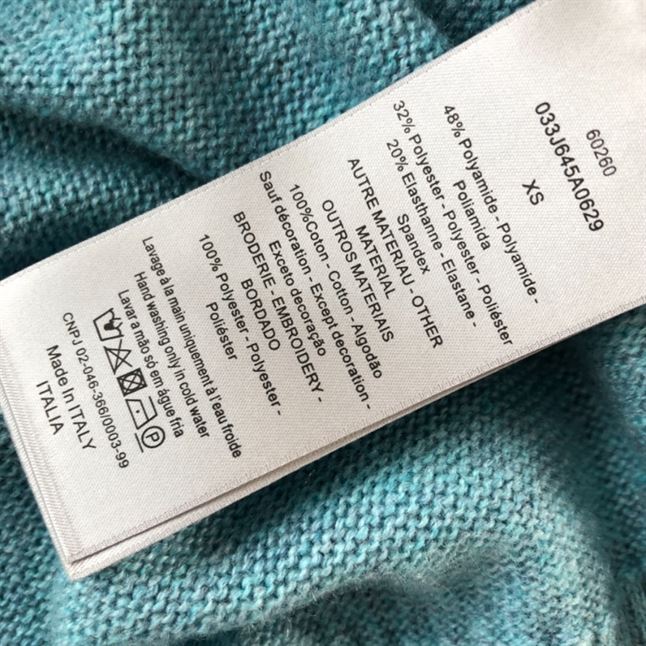 60260
033J645A0629
XS
48% Polyamide - Polyamide -
Poliamida
32% Polyester - Polyester - Poliéster
20% Elasthanne - Elastane -
Spandex
AUTRE MATERIAU - OTHER
MATERIAL
OUTROS MATERIAIS
100%Coton - Cotton - Algodão
Sauf décoration - Except decoration -
Exceto decoração
BRODERIE - EMBROIDERY -
BORDADO
100% Polyester - Polyester -
Poliéster
Lavage à la main uniquement à l'eau froide
Hand washing only in cold water
Lavar a mão só em água fria
P
CNPJ 02-046-366/0003-99
Made in ITALY
ITALIA